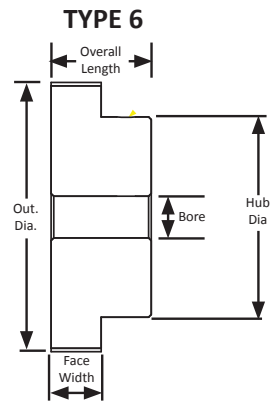 TYPE 6
Overall
Length
Out.
Dia.
Bore
Hub
Dia
Face
Width